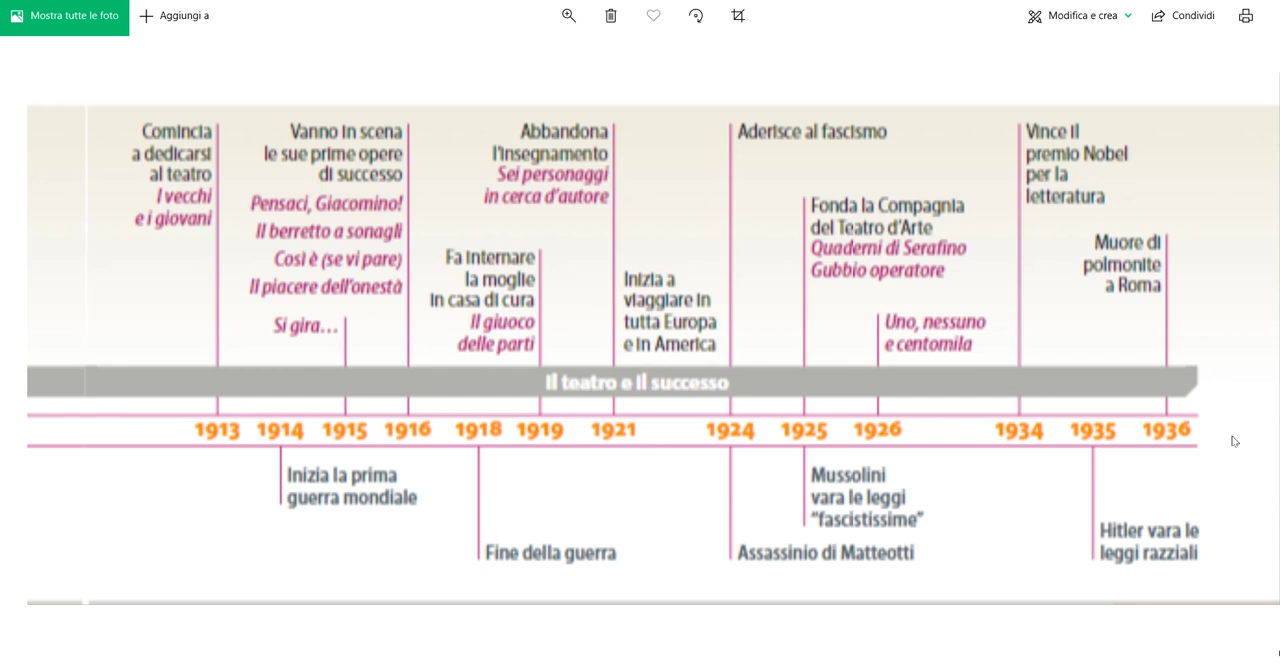 Mostra tutte le foto
Aggiungi a
Modifica e crea
Condividi
Comincia
a dedicarsi
al teatro
I vecchi
e i giovani
Vanno in scena
le sue prime opere
di successo
Pensaci, Giacomino!
Il berretto a sonagli
Così è (se vi pare)
Il piacere dell'onestà
Si gira…
Abbandona
l'insegnamento
Sei personaggi
in cerca d'autore
Fa internare
la moglie
in casa di cura
Il giuoco
delle parti
Inizia a
viaggiare in
tutta Europa
e in America
Aderisce al fascismo
Fonda la Compagnia
del Teatro d'Arte
Quaderni di Serafino
Gubbio operatore
Uno, nessuno
e centomila
Vince il
premio Nobel
per la
letteratura
Muore di
polmonite
a Roma
Il teatro e il successo
1913 1914 1915 1916 1918 1919 1921 1924 1925 1926 1934 1935 1936
Inizia la prima
guerra mondiale
Fine della guerra
Assassinio di Matteotti
Mussolini
vara le leggi
"fascistissime"
Hitler vara le
leggi razziali